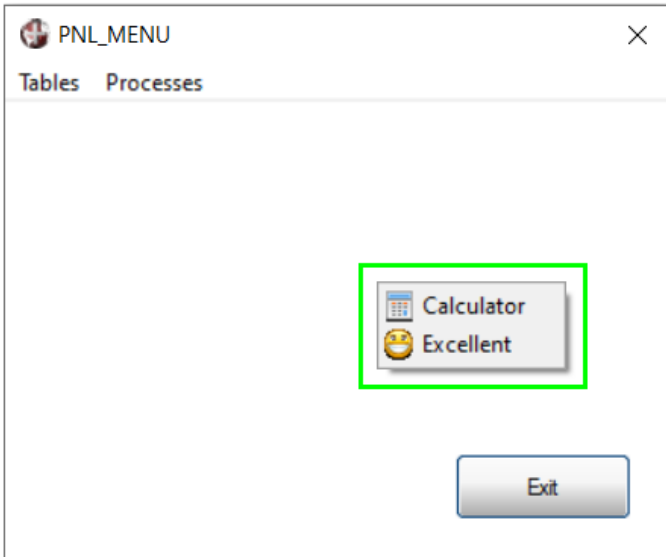 PNL_MENU
Tables Processes
Calculator
Excellent
Exit